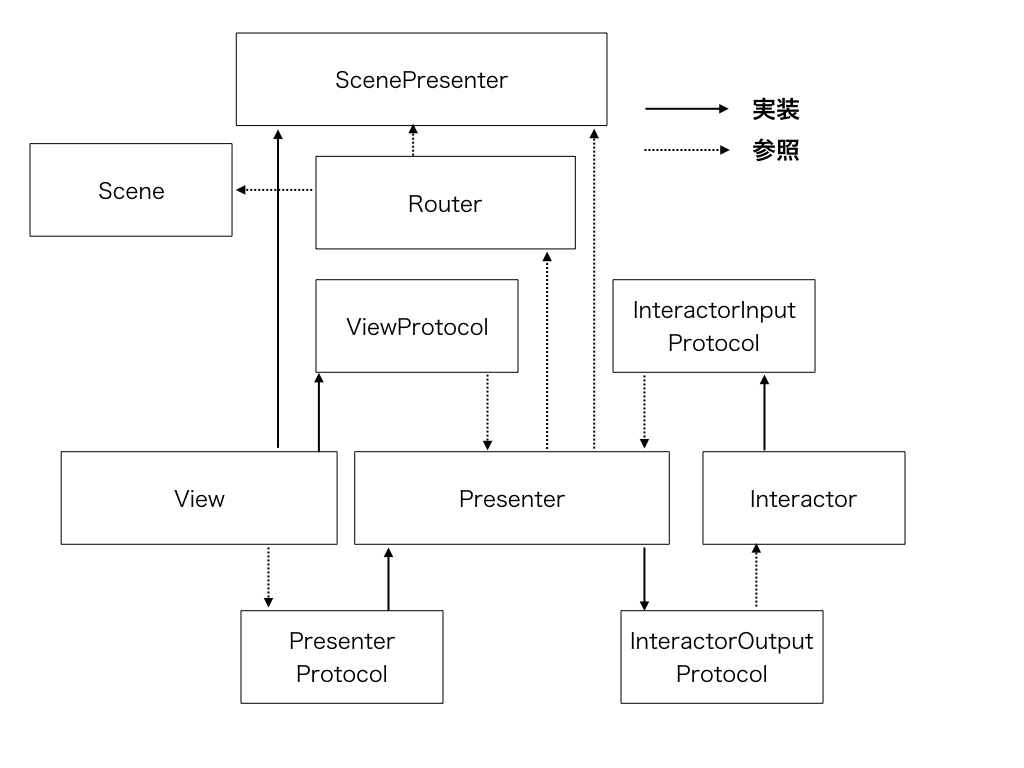 ScenePresenter
実装
参照
Scene
Router
ViewProtocol
InteractorInput
Protocol
View
Presenter
Interactor
Presenter
Protocol
InteractorOutput
Protocol